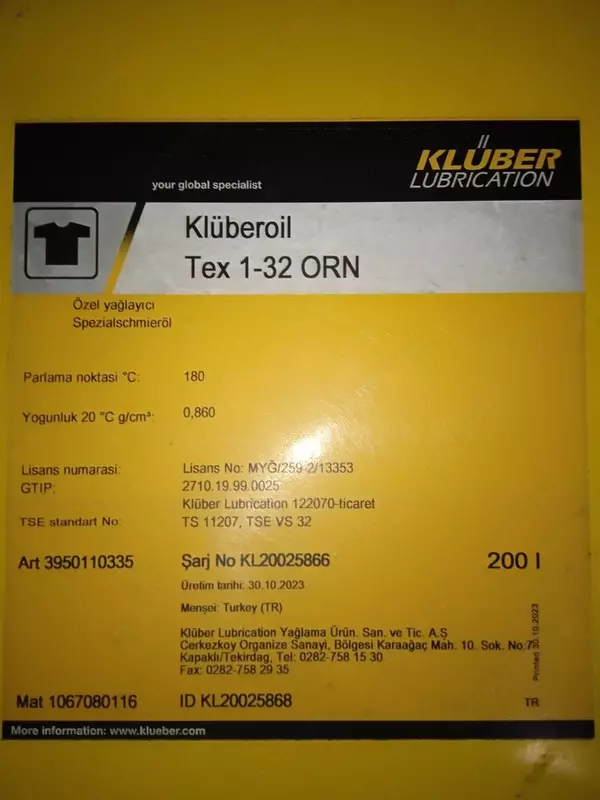 KLÜBER
LUBRICATION
your global specialist
Klüberoil
Tex 1-32 ORN
Özel yağlayıcı
Spezialschmieröl
Parlama noktasi °C: 180
Yogunluk 20 °C g/cm³: 0,860
Lisans numarasi: Lisans No: MYĞ/259-2/13353
GTIP: 2710.19.99.0025
Klüber Lubrication 122070-ticaret
TSE standart No: TS 11207, TSE VS 32
Art 3950110335 Şarj No KL20025866 200 l
Üretim tarihi: 30.10.2023
Menşei: Turkey (TR)
Klüber Lubrication Yağlama Ürün. San. ve Tic. A.Ş
Çerkezkoy Organize Sanayi, Bölgesi Karaağaç Mah. 10. Sok. No:7
Kapaklı/Tekirdag, Tel: 0282-758 15 30
Fax: 0282-758 29 35
Printed 30.10.2023
Mat 1067080116 ID KL20025868 TR
More information: www.klueber.com